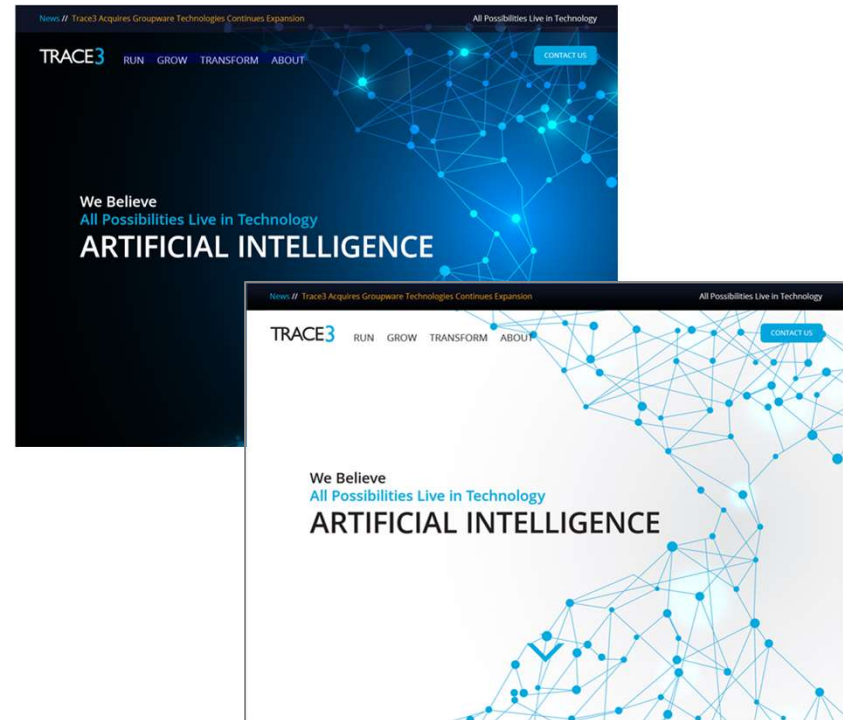 News // Trace3 Acquires Groupware Technologies Continues Expansion
All Possibilities Live in Technology
TRACE3 RUN GROW TRANSFORM ABOUT
CONTACT US
We Believe
All Possibilities Live in Technology
ARTIFICIAL INTELLIGENCE
News // Trace3 Acquires Groupware Technologies Continues Expansion
All Possibilities Live in Technology
TRACE3 RUN GROW TRANSFORM ABOUT
CONTACT US
We Believe
All Possibilities Live in Technology
ARTIFICIAL INTELLIGENCE